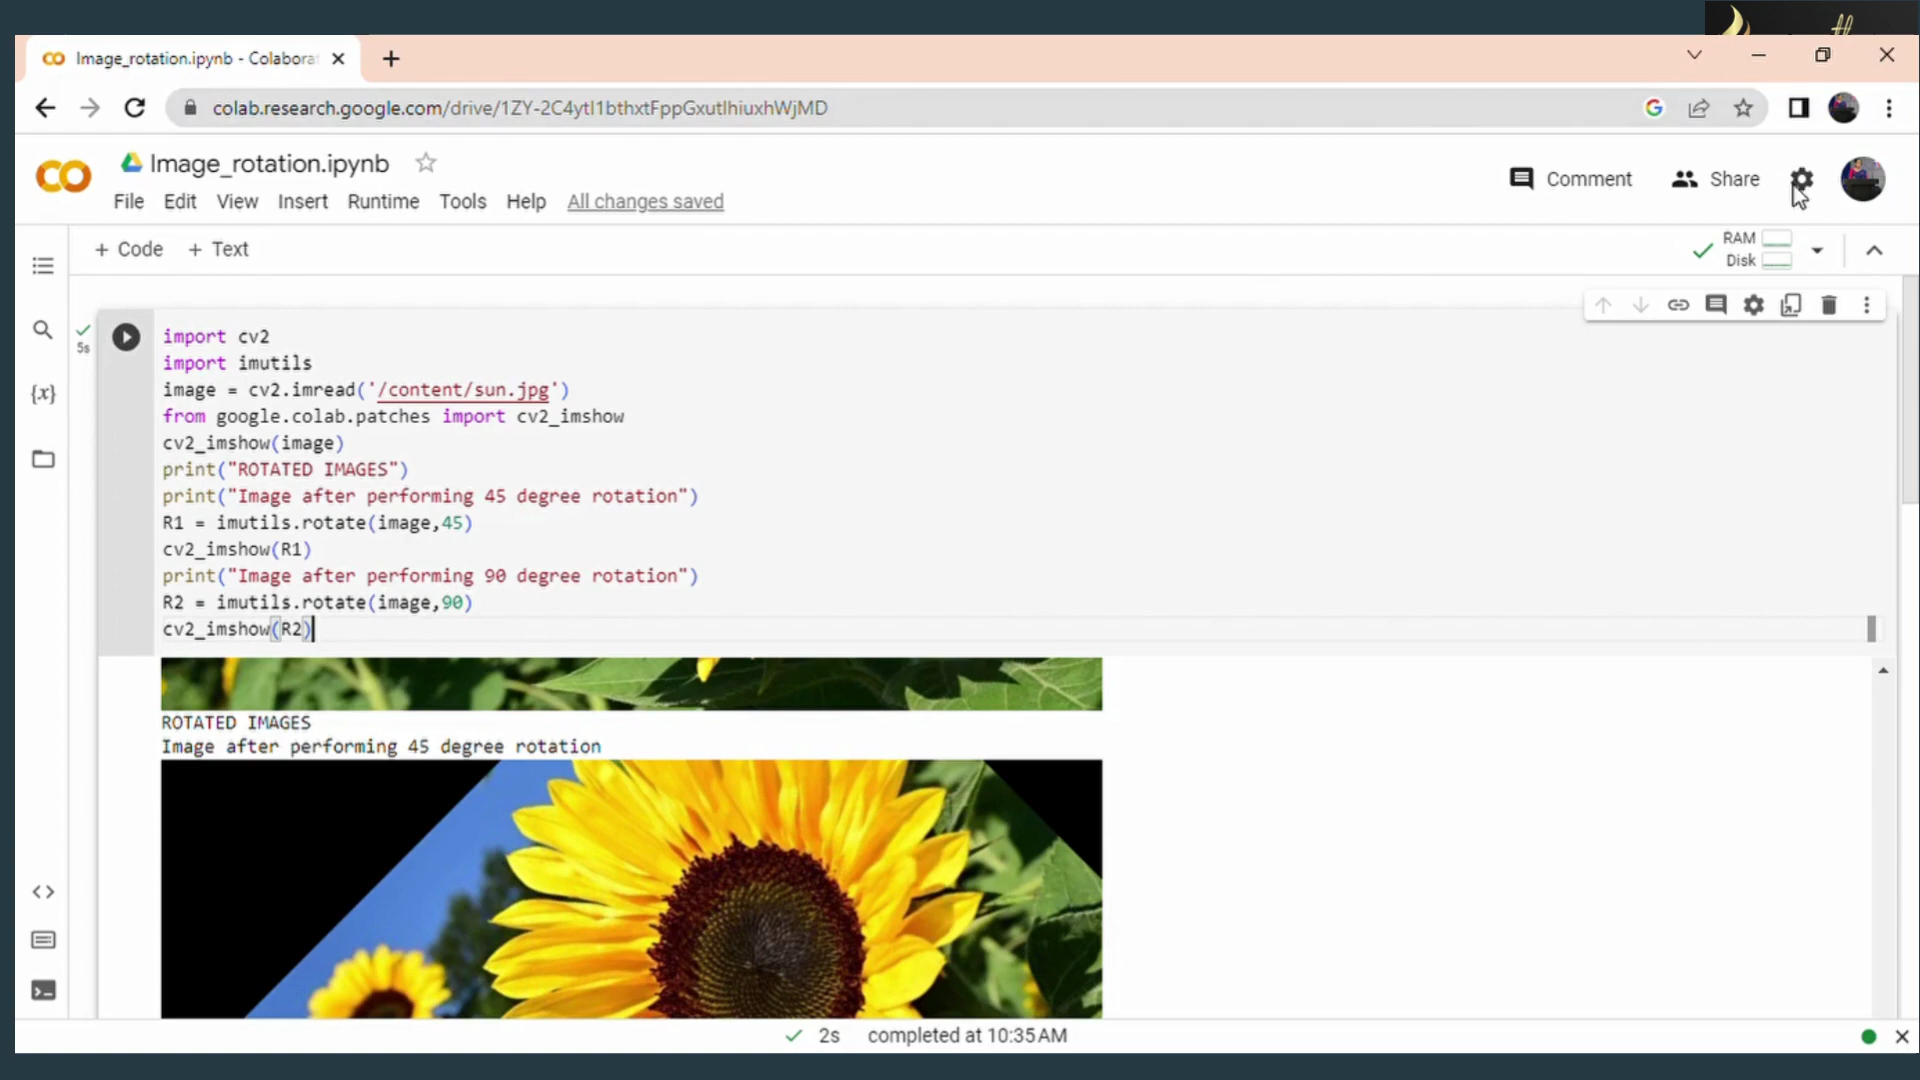 Image_rotation.ipynb - Colabora
colab.research.google.com/drive/1ZY-2C4ytI1bthxtFppGxutIhiuxhWjMD
Image_rotation.ipynb
Comment
Share
File Edit View Insert Runtime Tools Help All changes saved
+ Code + Text
RAM
Disk
5s
import cv2
import imutils
image = cv2.imread('/content/sun.jpg')
from google.colab.patches import cv2_imshow
cv2_imshow(image)
print("ROTATED IMAGES")
print("Image after performing 45 degree rotation")
R1 = imutils.rotate(image,45)
cv2_imshow(R1)
print("Image after performing 90 degree rotation")
R2 = imutils.rotate(image,90)
cv2_imshow(R2)
{x}
ROTATED IMAGES
Image after performing 45 degree rotation
2s completed at 10:35 AM